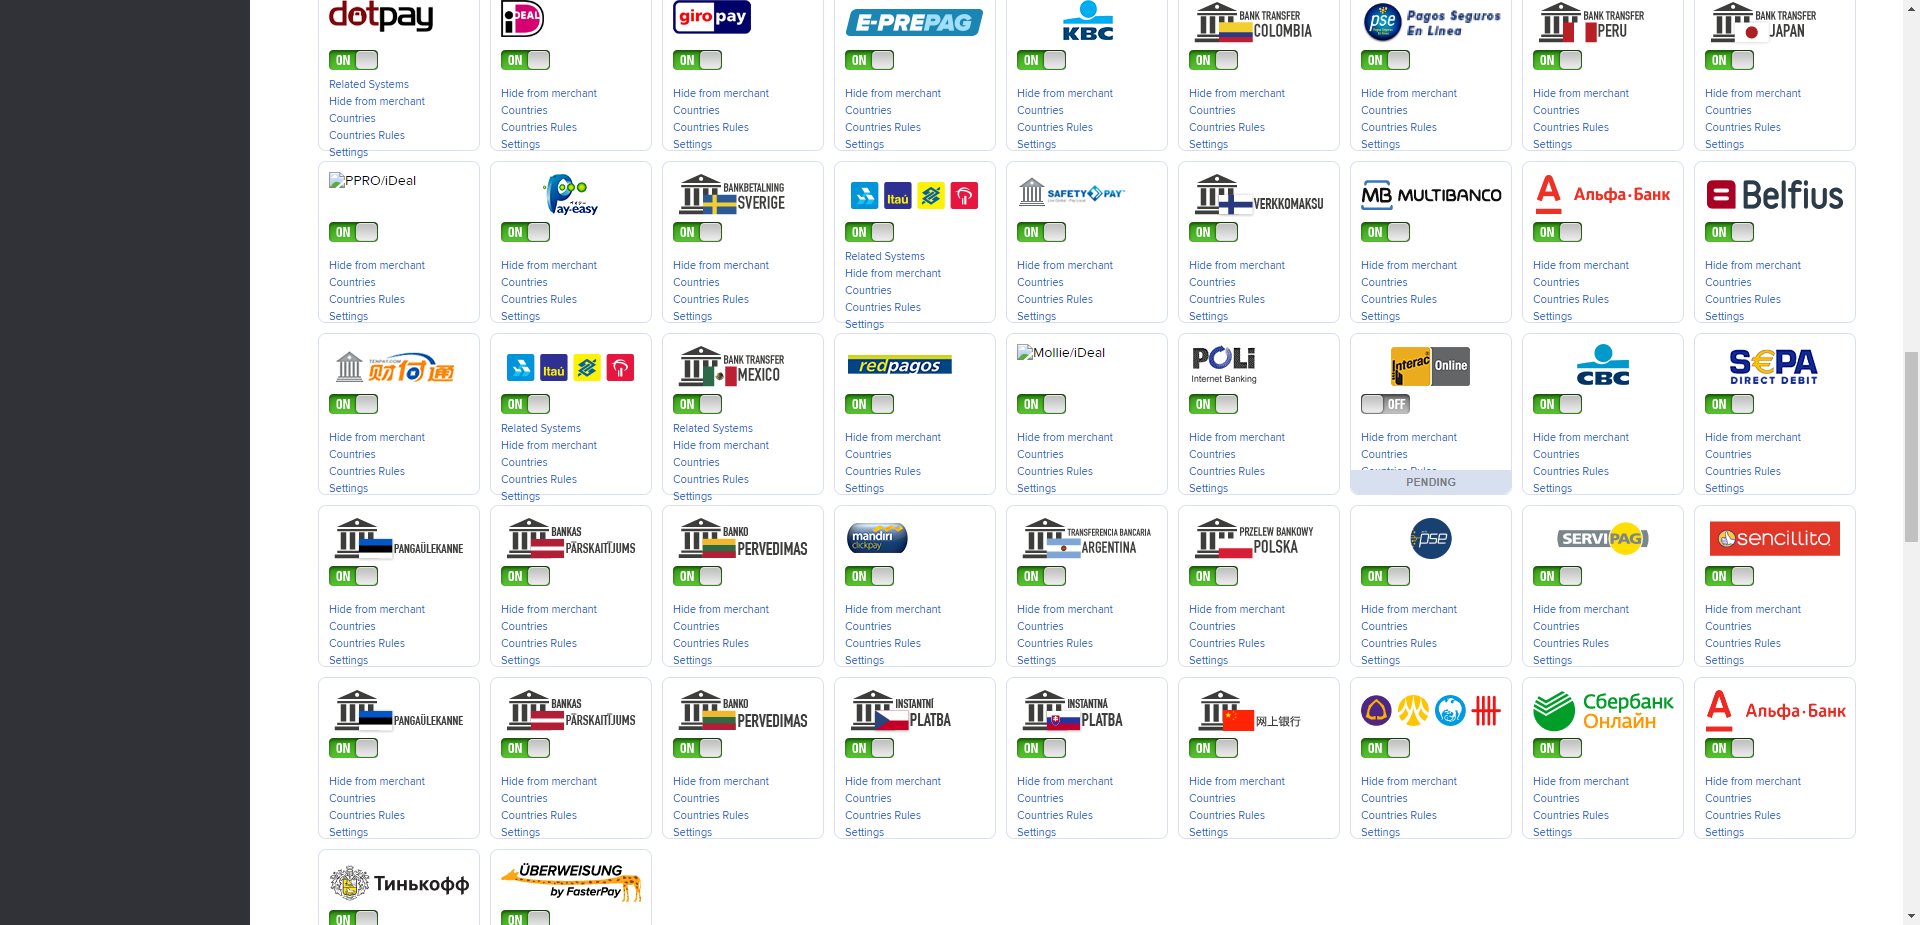 dotpay
iDEAL
giro pay
E-PREPAG
KBC
BANK TRANSFER
COLOMBIA
pse Pagos Seguros
En Línea
BANK TRANSFER
PERU
BANK TRANSFER
JAPAN
ON ON ON ON ON ON ON ON ON
Related Systems
Hide from merchant
Countries
Countries Rules
Settings
Hide from merchant
Countries
Countries Rules
Settings
Hide from merchant
Countries
Countries Rules
Settings
Hide from merchant
Countries
Countries Rules
Settings
Hide from merchant
Countries
Countries Rules
Settings
Hide from merchant
Countries
Countries Rules
Settings
Hide from merchant
Countries
Countries Rules
Settings
Hide from merchant
Countries
Countries Rules
Settings
Hide from merchant
Countries
Countries Rules
Settings
PPRO/iDeal
ON
Hide from merchant
Countries
Countries Rules
Settings
ペイジー
Pay-easy
ON
Hide from merchant
Countries
Countries Rules
Settings
BANKBETALNING
SVERIGE
ON
Hide from merchant
Countries
Countries Rules
Settings
Itaú
ON
Related Systems
Hide from merchant
Countries
Countries Rules
Settings
SAFETYPAY
ON
Hide from merchant
Countries
Countries Rules
Settings
VERKKOMAKSU
ON
Hide from merchant
Countries
Countries Rules
Settings
MB MULTIBANCO
ON
Hide from merchant
Countries
Countries Rules
Settings
А Альфа·Банк
ON
Hide from merchant
Countries
Countries Rules
Settings
Belfius
ON
Hide from merchant
Countries
Countries Rules
Settings
TENPAY.COM
财付通
ON
Hide from merchant
Countries
Countries Rules
Settings
Itaú
ON
Related Systems
Hide from merchant
Countries
Countries Rules
Settings
BANK TRANSFER
MEXICO
ON
Related Systems
Hide from merchant
Countries
Countries Rules
Settings
redpagos
ON
Hide from merchant
Countries
Countries Rules
Settings
Mollie/iDeal
ON
Hide from merchant
Countries
Countries Rules
Settings
POLi
Internet Banking
ON
Hide from merchant
Countries
Countries Rules
Settings
Interac Online
OFF
Hide from merchant
Countries
Countries Rules
PENDING
CBC
ON
Hide from merchant
Countries
Countries Rules
Settings
S€PA
DIRECT DEBIT
ON
Hide from merchant
Countries
Countries Rules
Settings
PANGAÜLEKANNE
ON
Hide from merchant
Countries
Countries Rules
Settings
BANKAS
PĀRSKAITĪJUMS
ON
Hide from merchant
Countries
Countries Rules
Settings
BANKO
PERVEDIMAS
ON
Hide from merchant
Countries
Countries Rules
Settings
mandiri
clickpay
ON
Hide from merchant
Countries
Countries Rules
Settings
TRANSFERENCIA BANCARIA
ARGENTINA
ON
Hide from merchant
Countries
Countries Rules
Settings
PRZELEW BANKOWY
POLSKA
ON
Hide from merchant
Countries
Countries Rules
Settings
pse
ON
Hide from merchant
Countries
Countries Rules
Settings
SERVIPAG
ON
Hide from merchant
Countries
Countries Rules
Settings
sencillito
ON
Hide from merchant
Countries
Countries Rules
Settings
PANGAÜLEKANNE
ON
Hide from merchant
Countries
Countries Rules
Settings
BANKAS
PĀRSKAITĪJUMS
ON
Hide from merchant
Countries
Countries Rules
Settings
BANKO
PERVEDIMAS
ON
Hide from merchant
Countries
Countries Rules
Settings
INSTANTNÍ
PLATBA
ON
Hide from merchant
Countries
Countries Rules
Settings
INSTANTNÁ
PLATBA
ON
Hide from merchant
Countries
Countries Rules
Settings
网上银行
ON
Hide from merchant
Countries
Countries Rules
Settings
ON
Hide from merchant
Countries
Countries Rules
Settings
Сбербанк
Онлайн
ON
Hide from merchant
Countries
Countries Rules
Settings
А Альфа·Банк
ON
Hide from merchant
Countries
Countries Rules
Settings
Тинькофф
ON
ÜBERWEISUNG
by FasterPay
ON